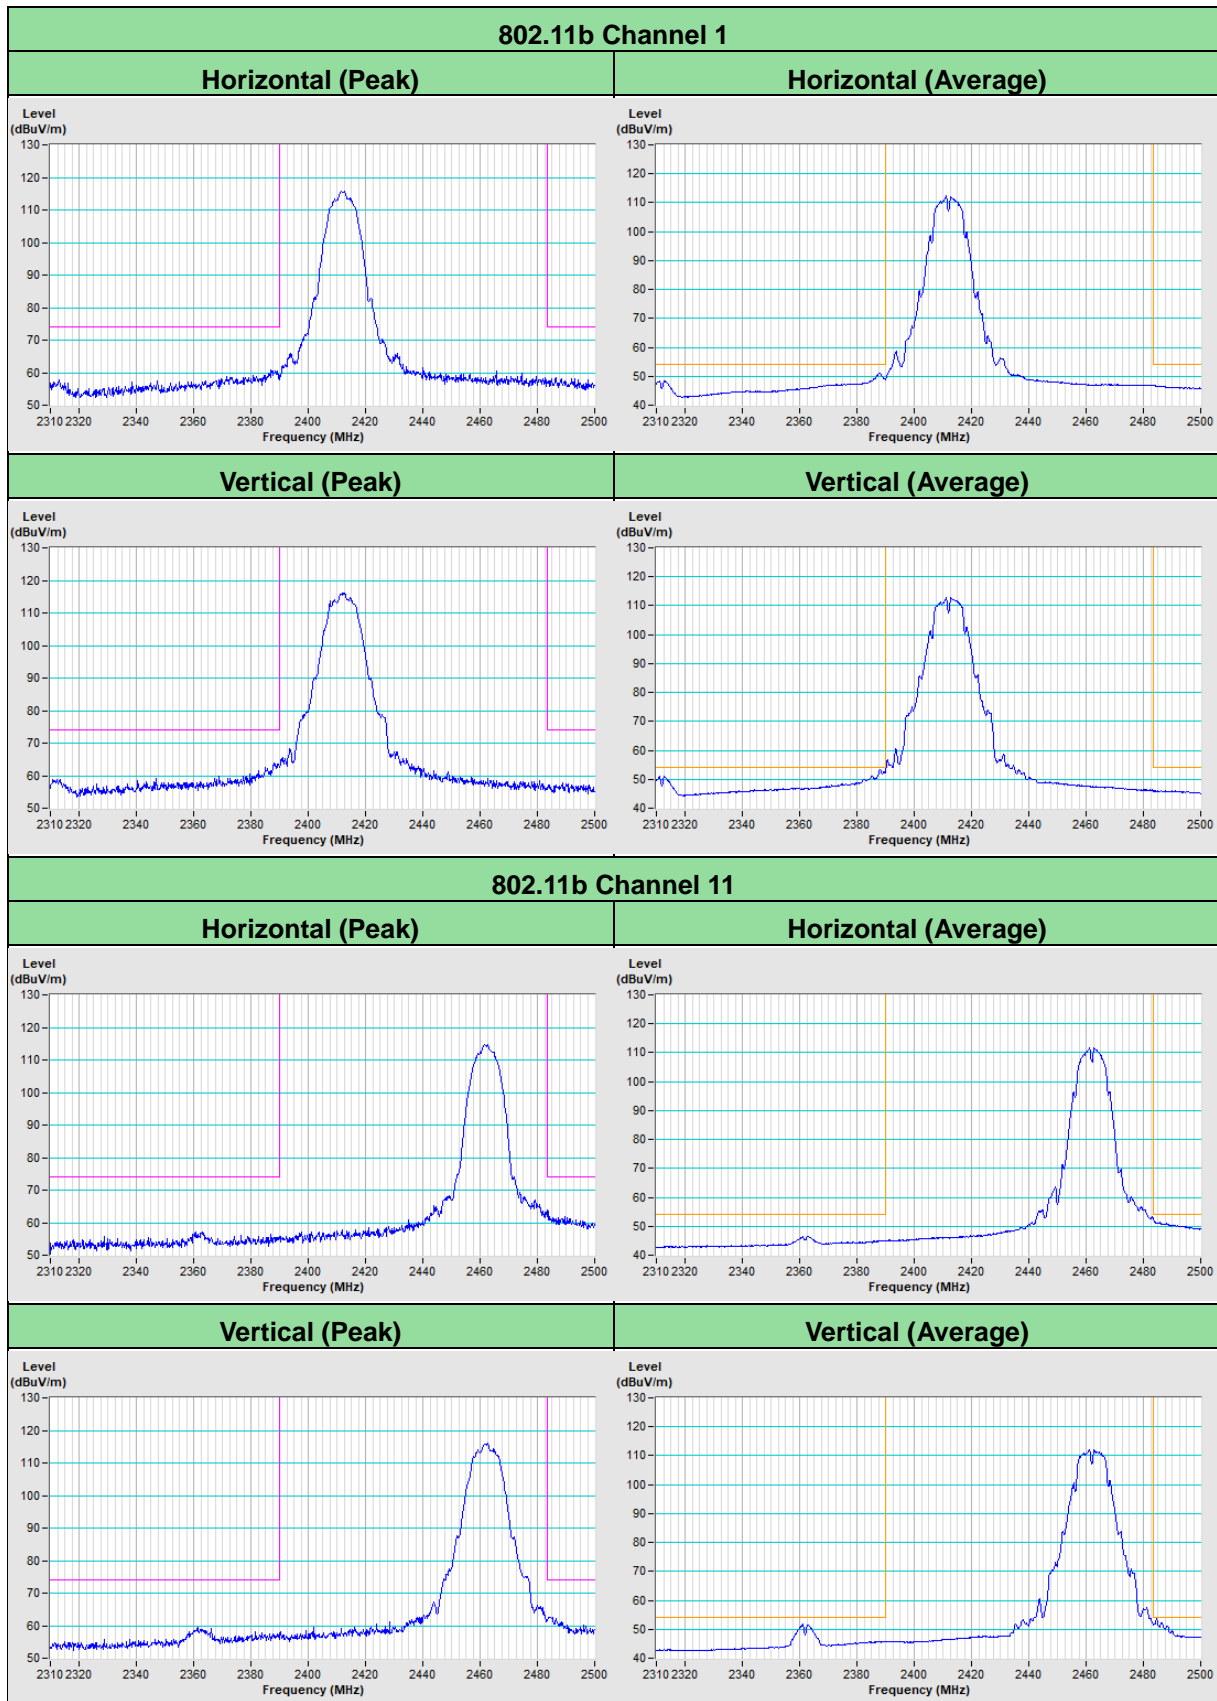 802.11b Channel 1
Horizontal (Peak) Horizontal (Average)
Level Level
(dBuV/m) (dBuV/m)
130 130
120 120
110 110
100 100
90 90
80 80
70 70
60 60
50 50
40
2310 2320 2340 2360 2380 2400 2420 2440 2460 2480 2500 2310 2320 2340 2360 2380 2400 2420 2440 2460 2480 2500
Frequency (MHz) Frequency (MHz)
Vertical (Peak) Vertical (Average)
Level Level
(dBuV/m) (dBuV/m)
130 130
120 120
110 110
100 100
90 90
80 80
70 70
60 60
50 50
40
2310 2320 2340 2360 2380 2400 2420 2440 2460 2480 2500 2310 2320 2340 2360 2380 2400 2420 2440 2460 2480 2500
Frequency (MHz) Frequency (MHz)
802.11b Channel 11
Horizontal (Peak) Horizontal (Average)
Level Level
(dBuV/m) (dBuV/m)
130 130
120 120
110 110
100 100
90 90
80 80
70 70
60 60
50 50
40
2310 2320 2340 2360 2380 2400 2420 2440 2460 2480 2500 2310 2320 2340 2360 2380 2400 2420 2440 2460 2480 2500
Frequency (MHz) Frequency (MHz)
Vertical (Peak) Vertical (Average)
Level Level
(dBuV/m) (dBuV/m)
130 130
120 120
110 110
100 100
90 90
80 80
70 70
60 60
50 50
40
2310 2320 2340 2360 2380 2400 2420 2440 2460 2480 2500 2310 2320 2340 2360 2380 2400 2420 2440 2460 2480 2500
Frequency (MHz) Frequency (MHz)